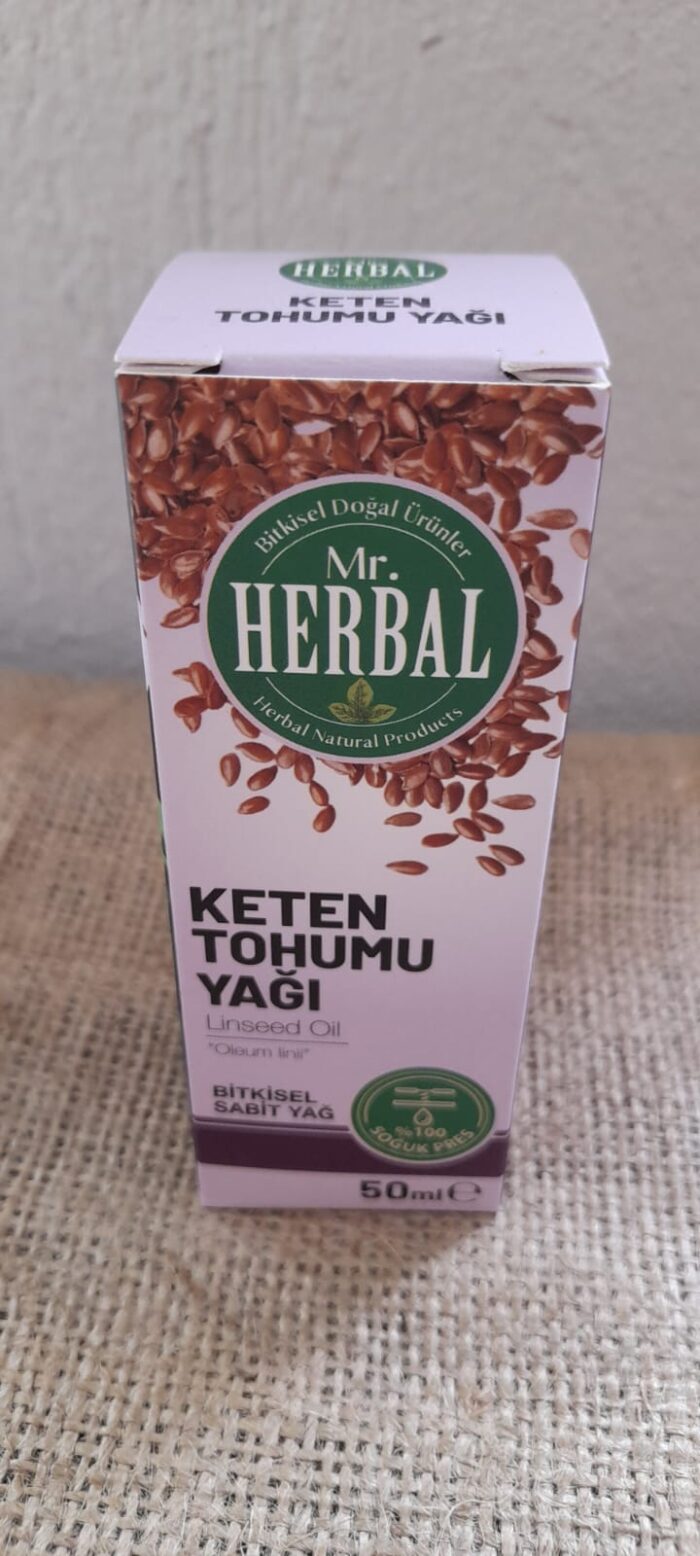 HERBAL
KETEN
TOHUMU YAĞI
Bitkisel Doğal Ürünler
Mr.
HERBAL
Herbal Natural Products
KETEN
TOHUMU
YAĞI
Linseed Oil
"Oleum linii"
BİTKİSEL
SABİT YAĞ
%100
SOĞUK PRES
50ml ℮